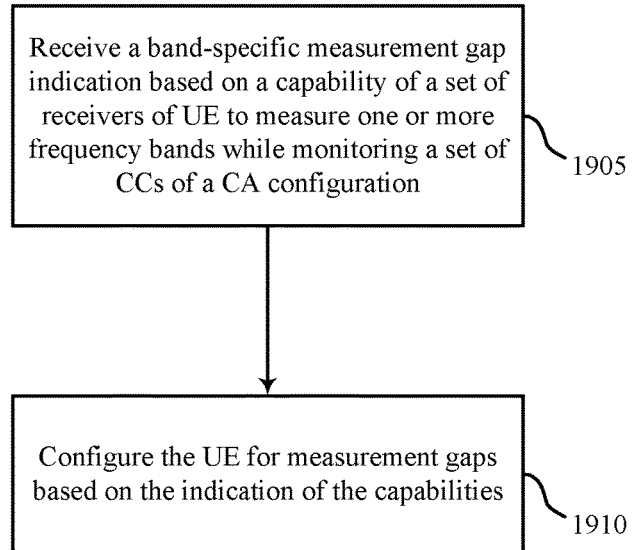 Receive a band-specific measurement gap
indication based on a capability of a set of
receivers of UE to measure one or more
frequency bands while monitoring a set of
CCs of a CA configuration
1905
Configure the UE for measurement gaps
based on the indication of the capabilities
1910